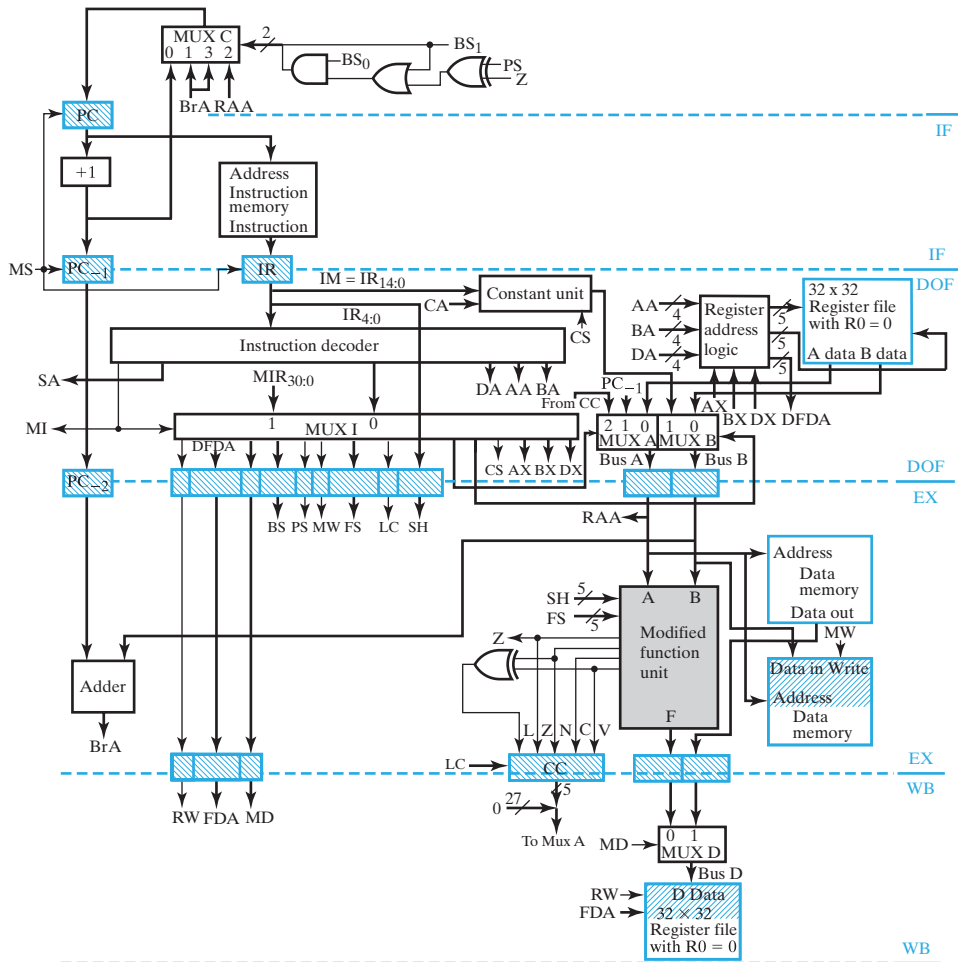 MUX C
0 1 3 2
2
BS₁
BS₀
PS
Z
BrA RAA
PC
IF
+1
Address
Instruction
memory
Instruction
MS
PC₋₁
IR
IF
DOF
IM = IR₁₄:₀
CA
Constant unit
CS
IR₄:₀
AA
4
BA
4
DA
4
Register
address
logic
5
5
5
32 x 32
Register file
with R0 = 0
A data B data
Instruction decoder
SA
DA AA BA
MIR₃₀:₀
PC₋₁
From CC
AX
BX DX DFDA
MI
1 0
MUX I
2 1 0
MUX A
1 0
MUX B
DFDA
CS AX BX DX
Bus A
Bus B
PC₋₂
DOF
EX
BS PS MW FS LC SH
RAA
Address
Data
memory
Data out
SH
5
FS
5
A B
Modified
function
unit
F
MW
Z
Data in Write
Address
Data
memory
Adder
BrA
L Z N C V
LC
CC
EX
WB
5
0
27
To Mux A
RW FDA MD
MD
0 1
MUX D
Bus D
RW
FDA
D Data
32 × 32
Register file
with R0 = 0
WB